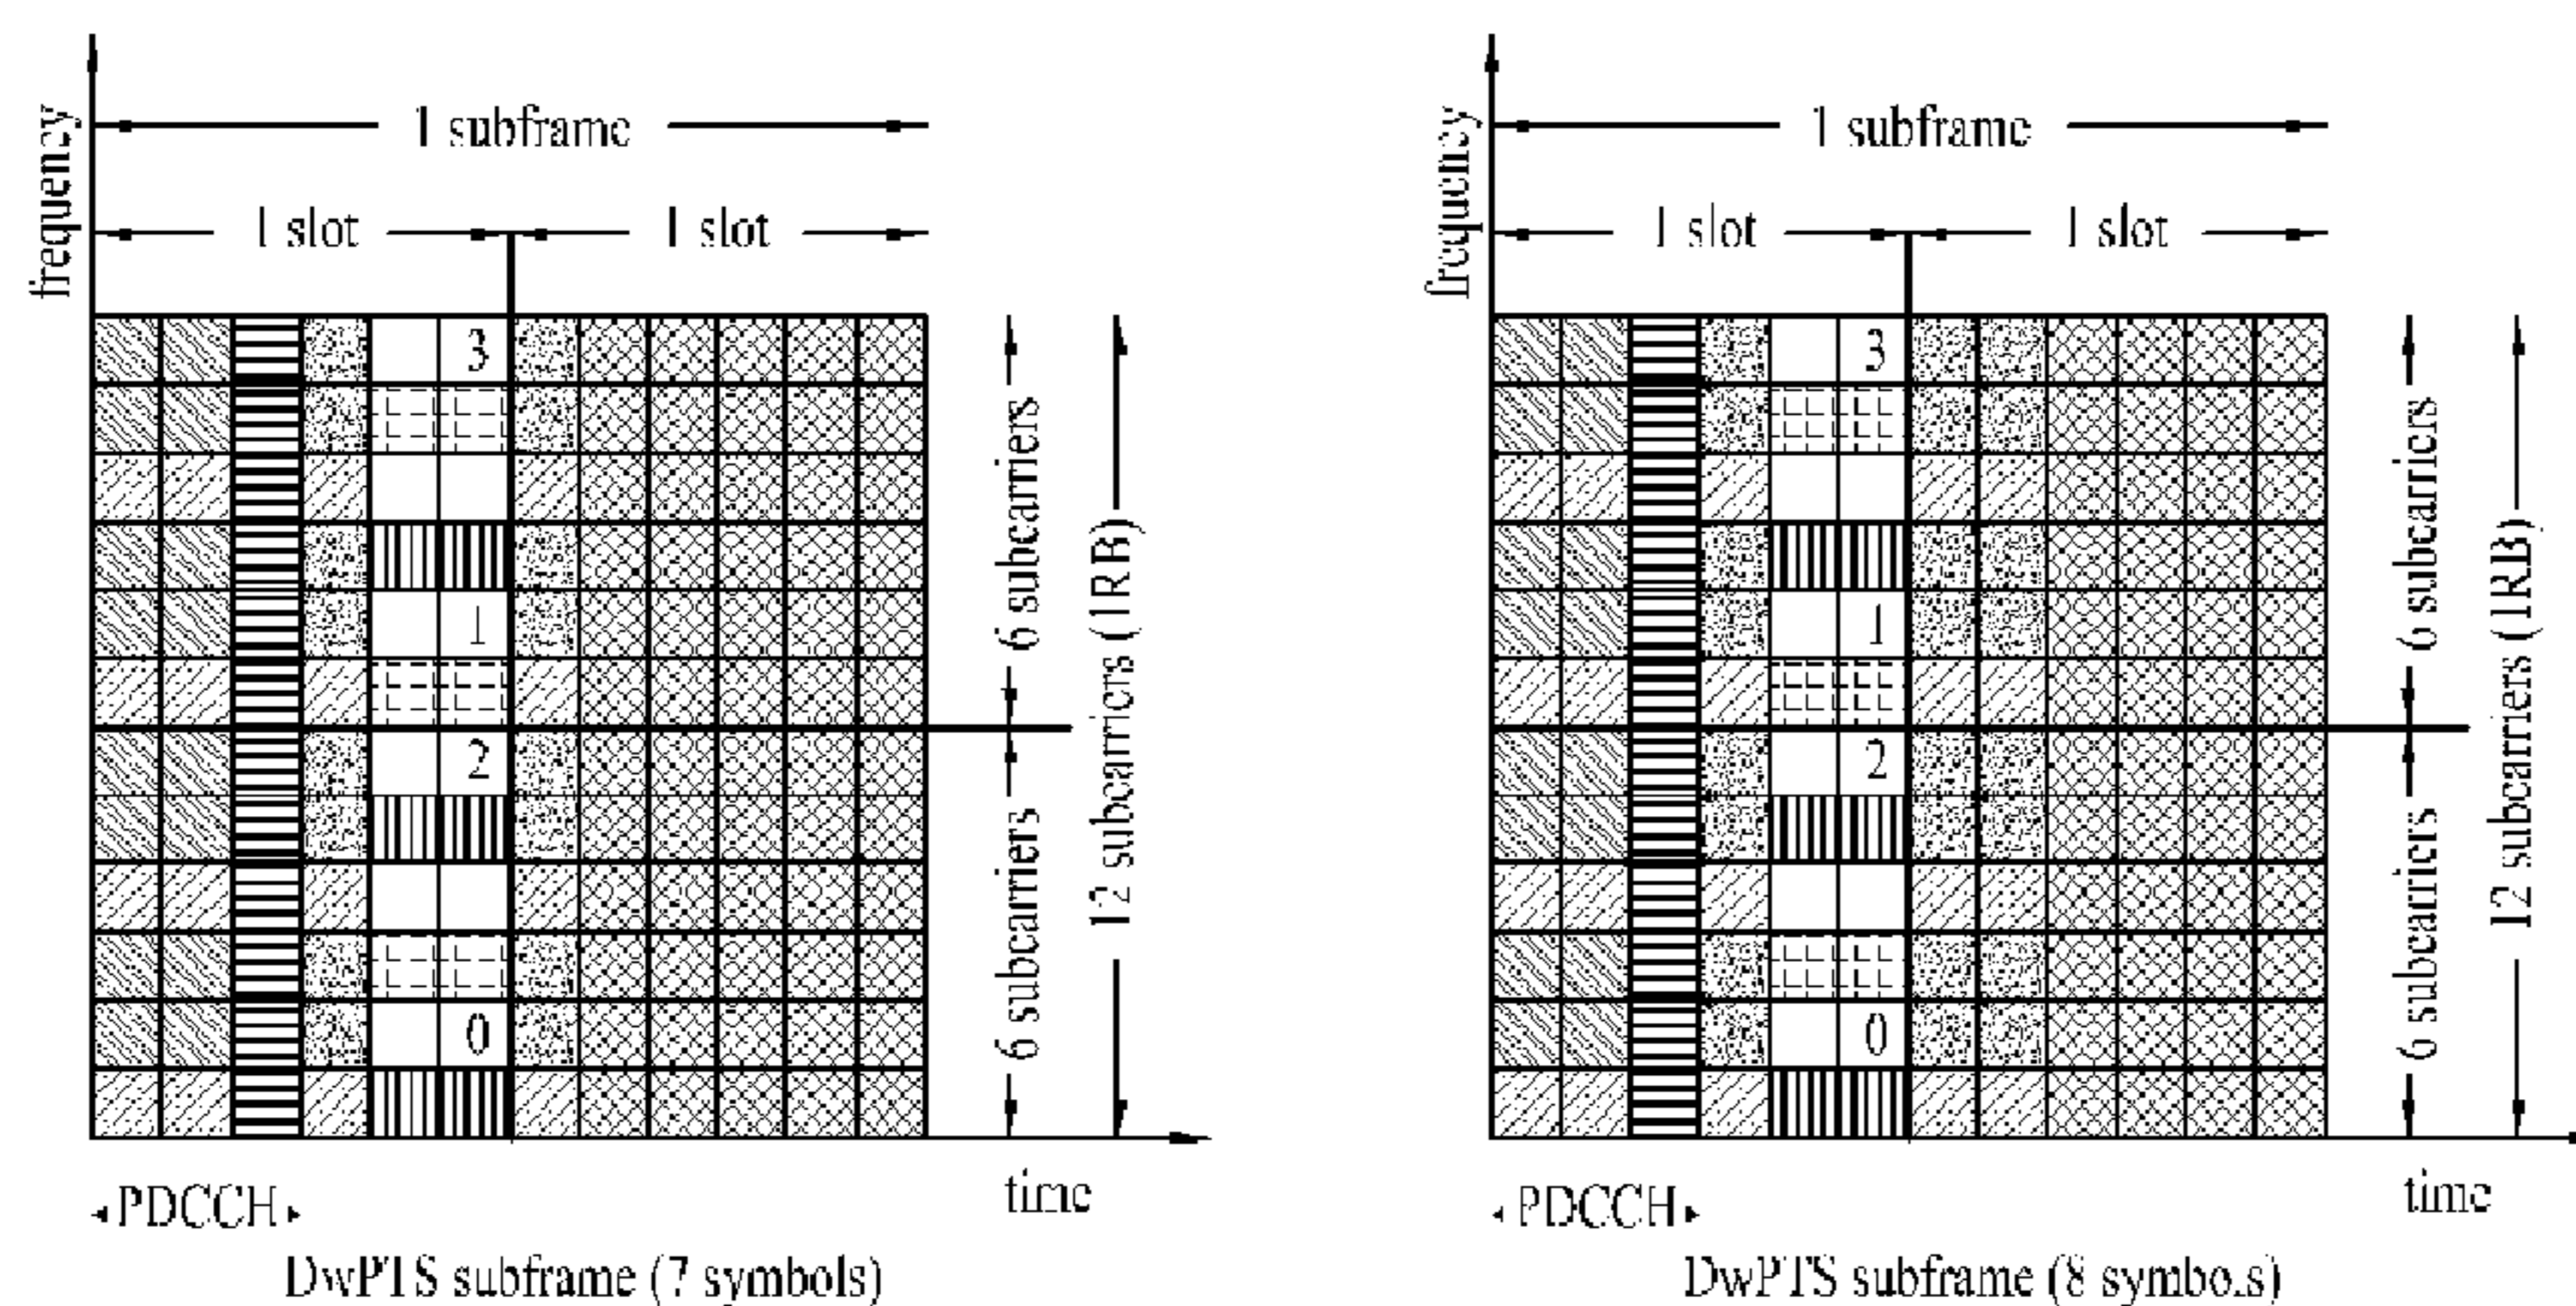 frequency
1 subframe
1 slot
1 slot
3
1
2
0
6 subcarriers
6 subcarriers
12 subcarriers (1RB)
time
PDCCH
DwPTS subframe (7 symbols)
frequency
1 subframe
1 slot
1 slot
3
1
2
0
6 subcarriers
6 subcarriers
12 subcarriers (1RB)
time
PDCCH
DwPTS subframe (8 symbols)